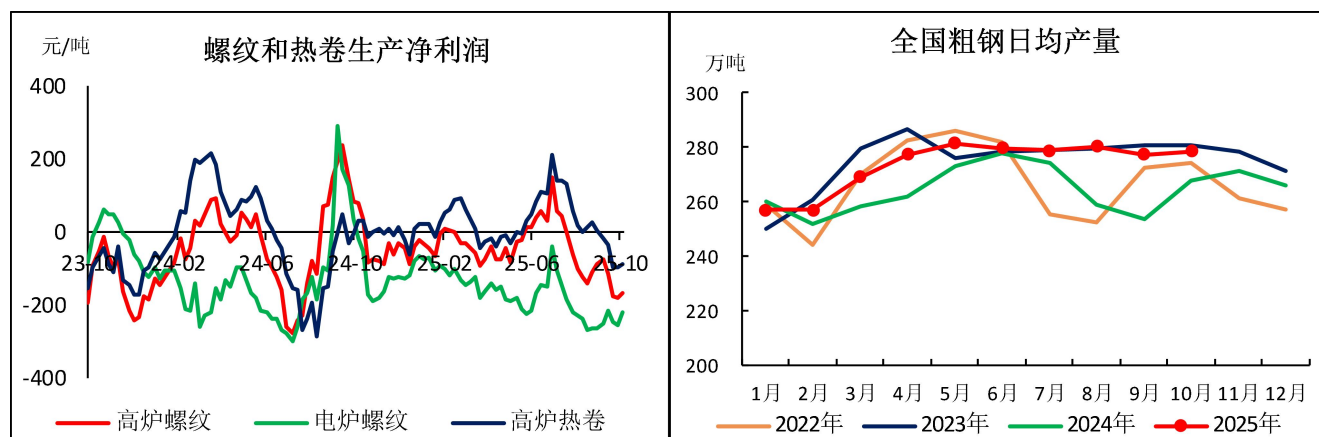 元/吨
螺纹和热卷生产净利润
400
200
0
-200
-400
23-10
24-02
24-06
24-10
25-02
25-06
25-10
高炉螺纹
电炉螺纹
高炉热卷
全国粗钢日均产量
万吨
300
280
260
240
220
200
1月
2月
3月
4月
5月
6月
7月
8月
9月
10月
11月
12月
2022年
2023年
2024年
2025年